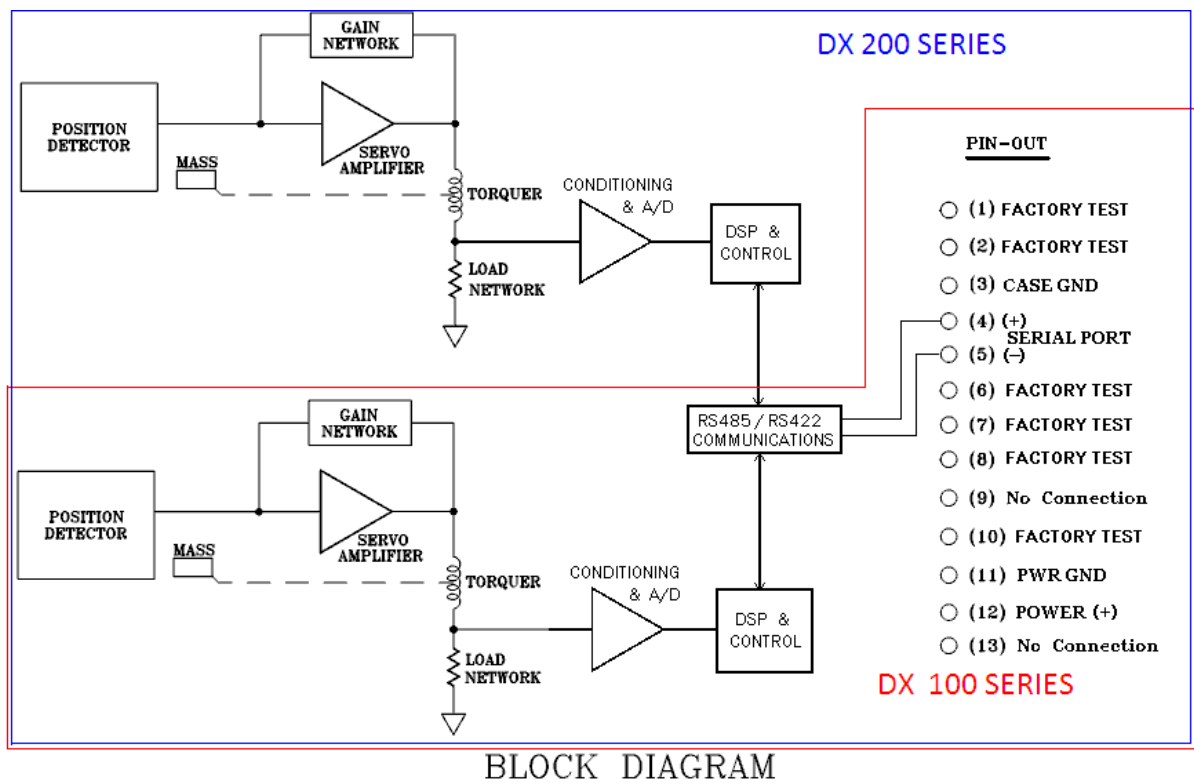 GAIN
NETWORK
DX 200 SERIES
POSITION
DETECTOR
MASS
SERVO
AMPLIFIER
TORQUER
CONDITIONING
& A/D
DSP &
CONTROL
LOAD
NETWORK
PIN-OUT
(1) FACTORY TEST
(2) FACTORY TEST
(3) CASE GND
(4) (+)
SERIAL PORT
(5) (-)
(6) FACTORY TEST
(7) FACTORY TEST
(8) FACTORY TEST
(9) No Connection
(10) FACTORY TEST
(11) PWR GND
(12) POWER (+)
(13) No Connection
RS485/RS422
COMMUNICATIONS
GAIN
NETWORK
POSITION
DETECTOR
MASS
SERVO
AMPLIFIER
TORQUER
CONDITIONING
& A/D
DSP &
CONTROL
LOAD
NETWORK
DX 100 SERIES
BLOCK DIAGRAM